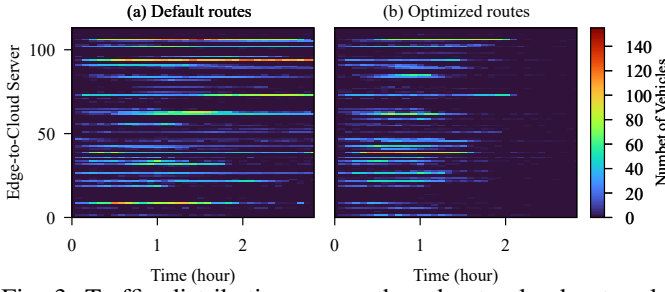 (a) Default routes
(b) Optimized routes
Edge-to-Cloud Server
100
50
0
0
1
2
Time (hour)
0
1
2
Time (hour)
140
120
100
80
60
40
20
0
Number of Vehicles